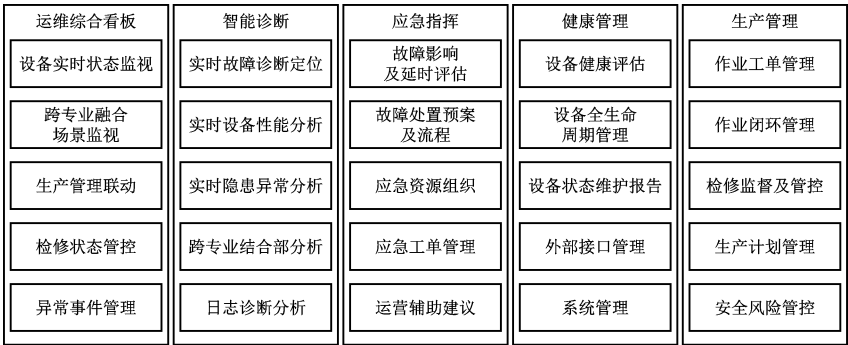 运维综合看板
设备实时状态监视
跨专业融合
场景监视
生产管理联动
检修状态管控
异常事件管理
智能诊断
实时故障诊断定位
实时设备性能分析
实时隐患异常分析
跨专业结合部分析
日志诊断分析
应急指挥
故障影响
及延时评估
故障处置预案
及流程
应急资源组织
应急工单管理
运营辅助建议
健康管理
设备健康评估
设备全生命
周期管理
设备状态维护报告
外部接口管理
系统管理
生产管理
作业工单管理
作业闭环管理
检修监督及管控
生产计划管理
安全风险管控